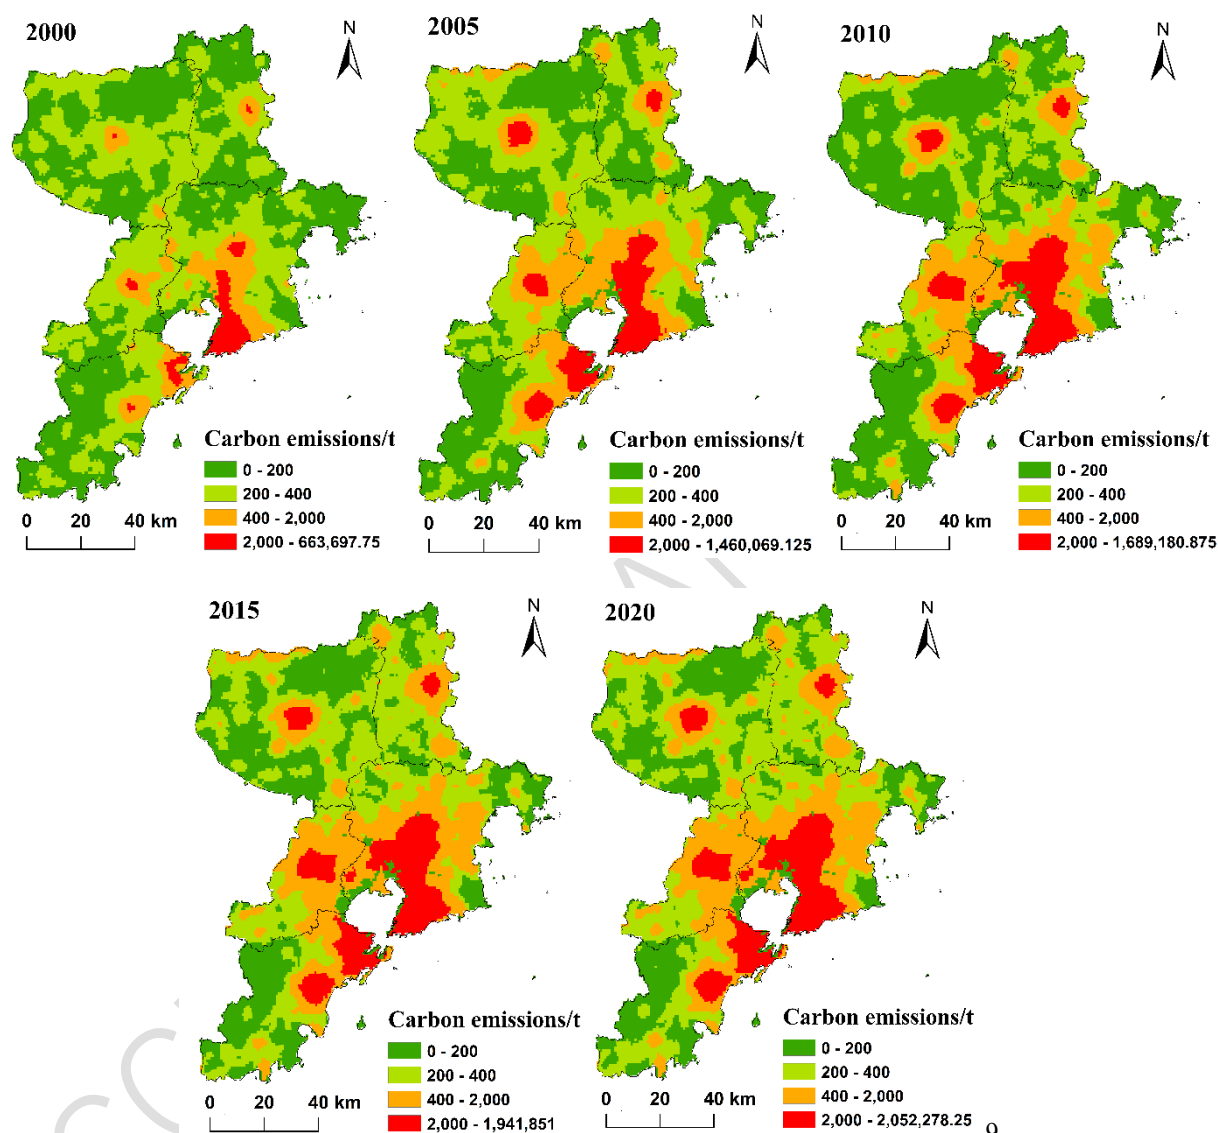 2000
N
Carbon emissions/t
0 - 200
200 - 400
400 - 2,000
2,000 - 663,697.75
0 20 40 km
2005
N
Carbon emissions/t
0 - 200
200 - 400
400 - 2,000
2,000 - 1,460,069.125
0 20 40 km
2010
N
Carbon emissions/t
0 - 200
200 - 400
400 - 2,000
2,000 - 1,689,180.875
0 20 40 km
2015
N
Carbon emissions/t
0 - 200
200 - 400
400 - 2,000
2,000 - 1,941,851
0 20 40 km
2020
N
Carbon emissions/t
0 - 200
200 - 400
400 - 2,000
2,000 - 2,052,278.25
0 20 40 km